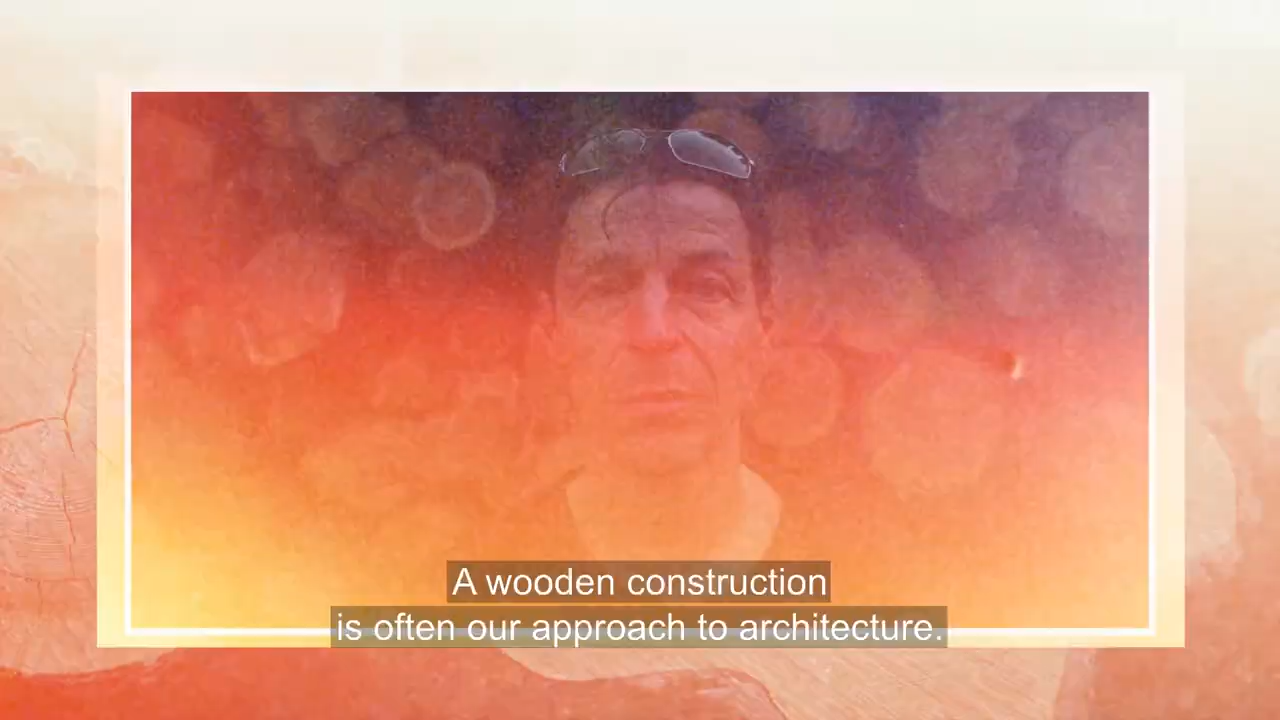 A wooden construction
is often our approach to architecture.